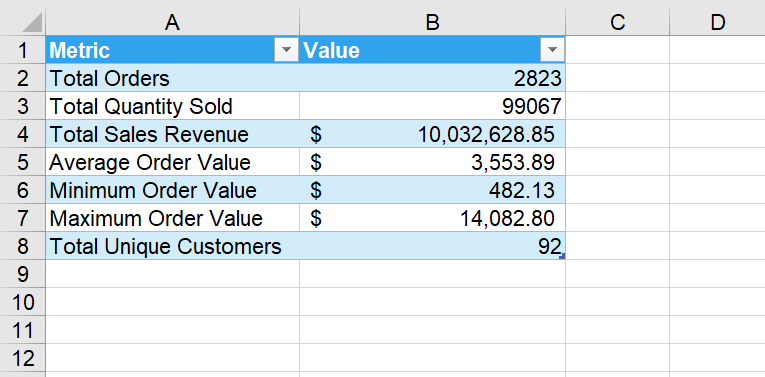 A B C D
1 Metric Value
2 Total Orders 2823
3 Total Quantity Sold 99067
4 Total Sales Revenue $ 10,032,628.85
5 Average Order Value $ 3,553.89
6 Minimum Order Value $ 482.13
7 Maximum Order Value $ 14,082.80
8 Total Unique Customers 92
9
10
11
12